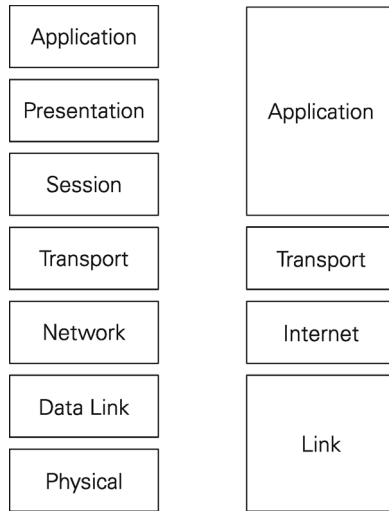 Application
Presentation
Session
Transport
Network
Data Link
Physical
Application
Transport
Internet
Link